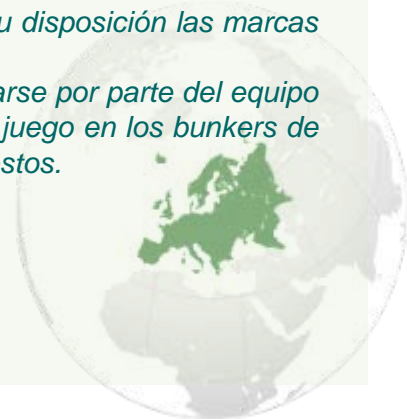 u disposición las marcas
arse por parte del equipo
juego en los bunkers de
stos.